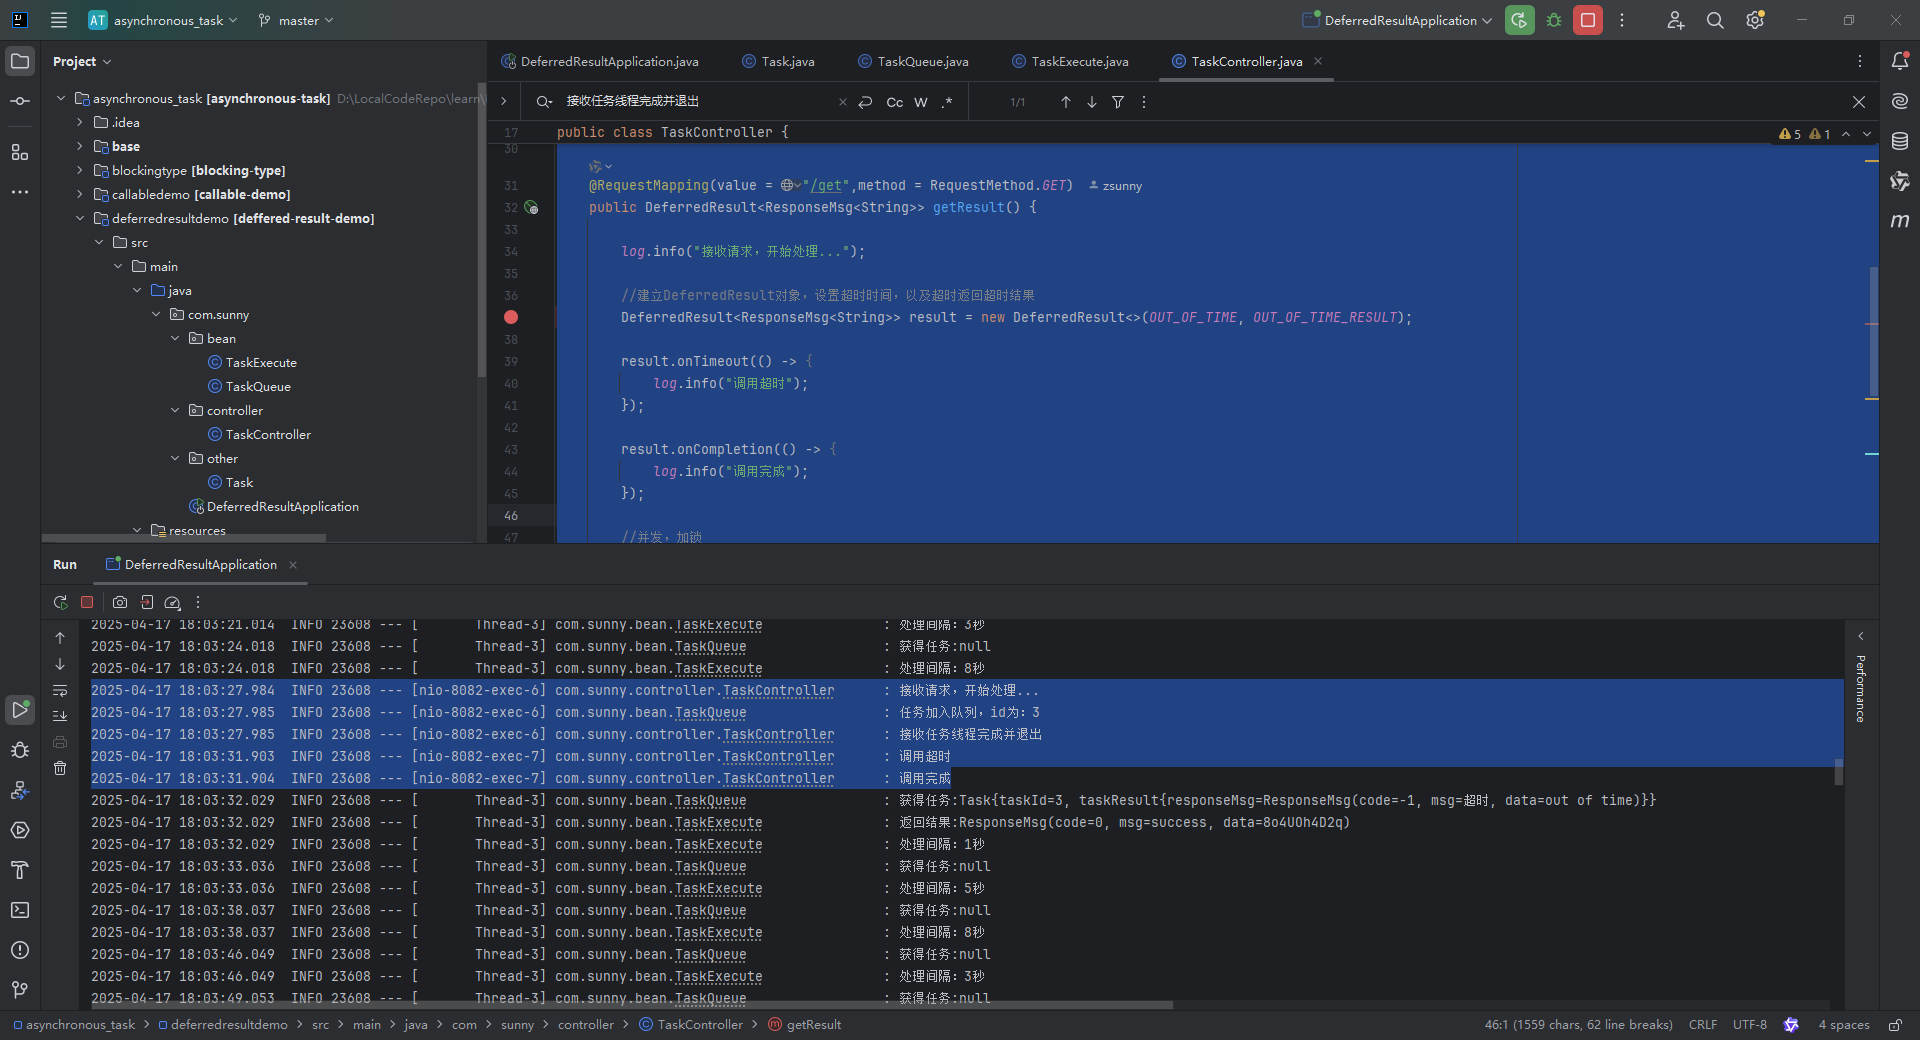 AT asynchronous_task master DeferredResultApplication
Project
DeferredResultApplication.java Task.java TaskQueue.java TaskExecute.java TaskController.java
asynchronous_task [asynchronous-task] D:\LocalCodeRepo\learn\
.idea
base
blockingtype [blocking-type]
callabledemo [callable-demo]
deferredresultdemo [deffered-result-demo]
src
main
java
com.sunny
bean
TaskExecute
TaskQueue
controller
TaskController
other
Task
DeferredResultApplication
resources
接收任务线程完成并退出 Cc W .* 1/1
17 public class TaskController {
5 1
30
31 @RequestMapping(value = "/get",method = RequestMethod.GET) zsunny
32 public DeferredResult<ResponseMsg<String>> getResult() {
33
34 log.info("接收请求，开始处理...");
35
36 //建立DeferredResult对象，设置超时时间，以及超时返回超时结果
DeferredResult<ResponseMsg<String>> result = new DeferredResult<>(OUT_OF_TIME, OUT_OF_TIME_RESULT);
38
39 result.onTimeout(() -> {
40 log.info("调用超时");
41 });
42
43 result.onCompletion(() -> {
44 log.info("调用完成");
45 });
46
47 //并发，加锁
Run DeferredResultApplication
2025-04-17 18:03:21.014 INFO 23608 --- [ Thread-3] com.sunny.bean.TaskExecute : 处理间隔：3秒
2025-04-17 18:03:24.018 INFO 23608 --- [ Thread-3] com.sunny.bean.TaskQueue : 获得任务:null
2025-04-17 18:03:24.018 INFO 23608 --- [ Thread-3] com.sunny.bean.TaskExecute : 处理间隔：8秒
2025-04-17 18:03:27.984 INFO 23608 --- [nio-8082-exec-6] com.sunny.controller.TaskController : 接收请求，开始处理...
2025-04-17 18:03:27.985 INFO 23608 --- [nio-8082-exec-6] com.sunny.bean.TaskQueue : 任务加入队列，id为：3
2025-04-17 18:03:27.985 INFO 23608 --- [nio-8082-exec-6] com.sunny.controller.TaskController : 接收任务线程完成并退出
2025-04-17 18:03:31.903 INFO 23608 --- [nio-8082-exec-7] com.sunny.controller.TaskController : 调用超时
2025-04-17 18:03:31.904 INFO 23608 --- [nio-8082-exec-7] com.sunny.controller.TaskController : 调用完成
2025-04-17 18:03:32.029 INFO 23608 --- [ Thread-3] com.sunny.bean.TaskQueue : 获得任务:Task{taskId=3, taskResult{responseMsg=ResponseMsg(code=-1, msg=超时, data=out of time)}}
2025-04-17 18:03:32.029 INFO 23608 --- [ Thread-3] com.sunny.bean.TaskExecute : 返回结果:ResponseMsg(code=0, msg=success, data=8o4UOh4D2q)
2025-04-17 18:03:32.029 INFO 23608 --- [ Thread-3] com.sunny.bean.TaskExecute : 处理间隔：1秒
2025-04-17 18:03:33.036 INFO 23608 --- [ Thread-3] com.sunny.bean.TaskQueue : 获得任务:null
2025-04-17 18:03:33.036 INFO 23608 --- [ Thread-3] com.sunny.bean.TaskExecute : 处理间隔：5秒
2025-04-17 18:03:38.037 INFO 23608 --- [ Thread-3] com.sunny.bean.TaskQueue : 获得任务:null
2025-04-17 18:03:38.037 INFO 23608 --- [ Thread-3] com.sunny.bean.TaskExecute : 处理间隔：8秒
2025-04-17 18:03:46.049 INFO 23608 --- [ Thread-3] com.sunny.bean.TaskQueue : 获得任务:null
2025-04-17 18:03:46.049 INFO 23608 --- [ Thread-3] com.sunny.bean.TaskExecute : 处理间隔：3秒
2025-04-17 18:03:49.053 INFO 23608 --- [ Thread-3] com.sunny.bean.TaskQueue : 获得任务:null
Performance
asynchronous_task > deferredresultdemo > src > main > java > com > sunny > controller > TaskController > getResult
46:1 (1559 chars, 62 line breaks) CRLF UTF-8 4 spaces